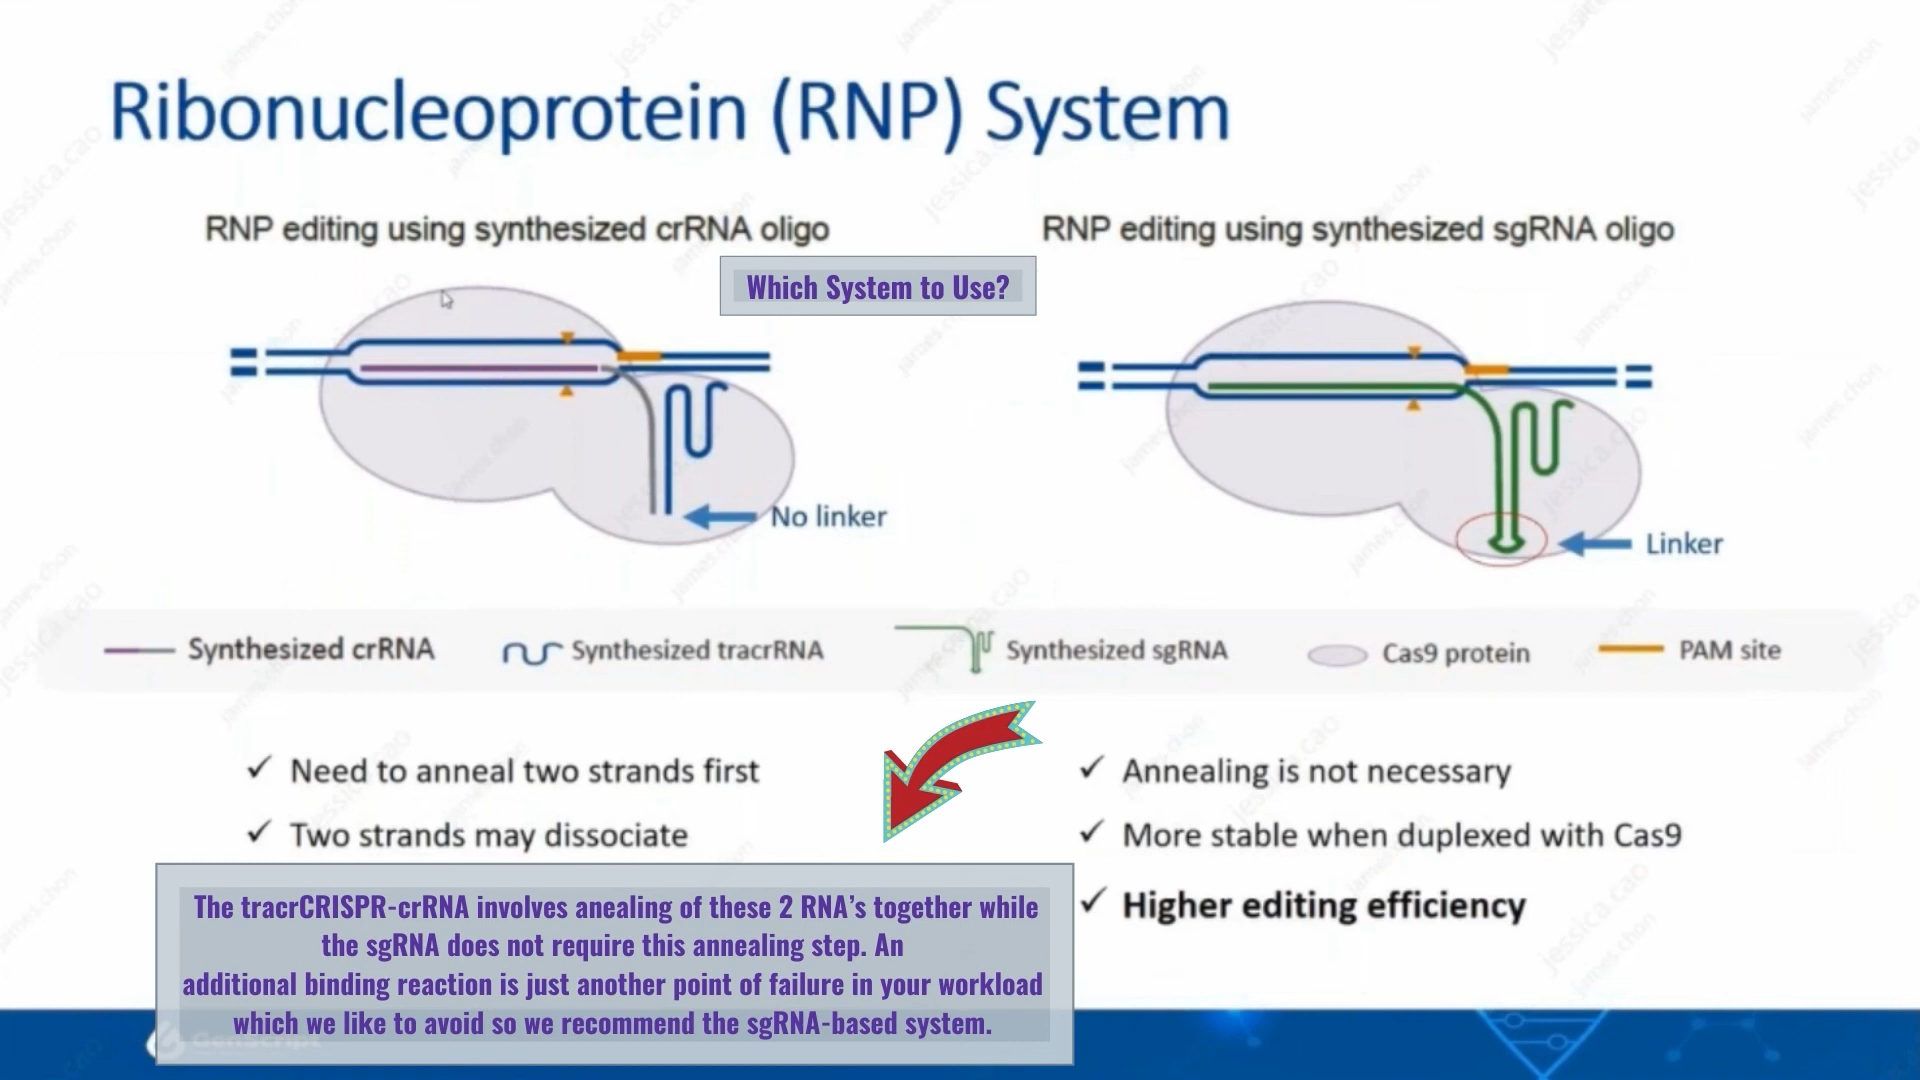 Ribonucleoprotein (RNP) System
RNP editing using synthesized crRNA oligo
RNP editing using synthesized sgRNA oligo
Which System to Use?
No linker
Linker
Synthesized crRNA
Synthesized tracrRNA
Synthesized sgRNA
Cas9 protein
PAM site
✓ Need to anneal two strands first
✓ Two strands may dissociate
✓ Annealing is not necessary
✓ More stable when duplexed with Cas9
✓ Higher editing efficiency
The tracrCRISPR-crRNA involves anealing of these 2 RNA’s together while
the sgRNA does not require this annealing step. An
additional binding reaction is just another point of failure in your workload
which we like to avoid so we recommend the sgRNA-based system.
GenScript
james.chon
jessica.cao